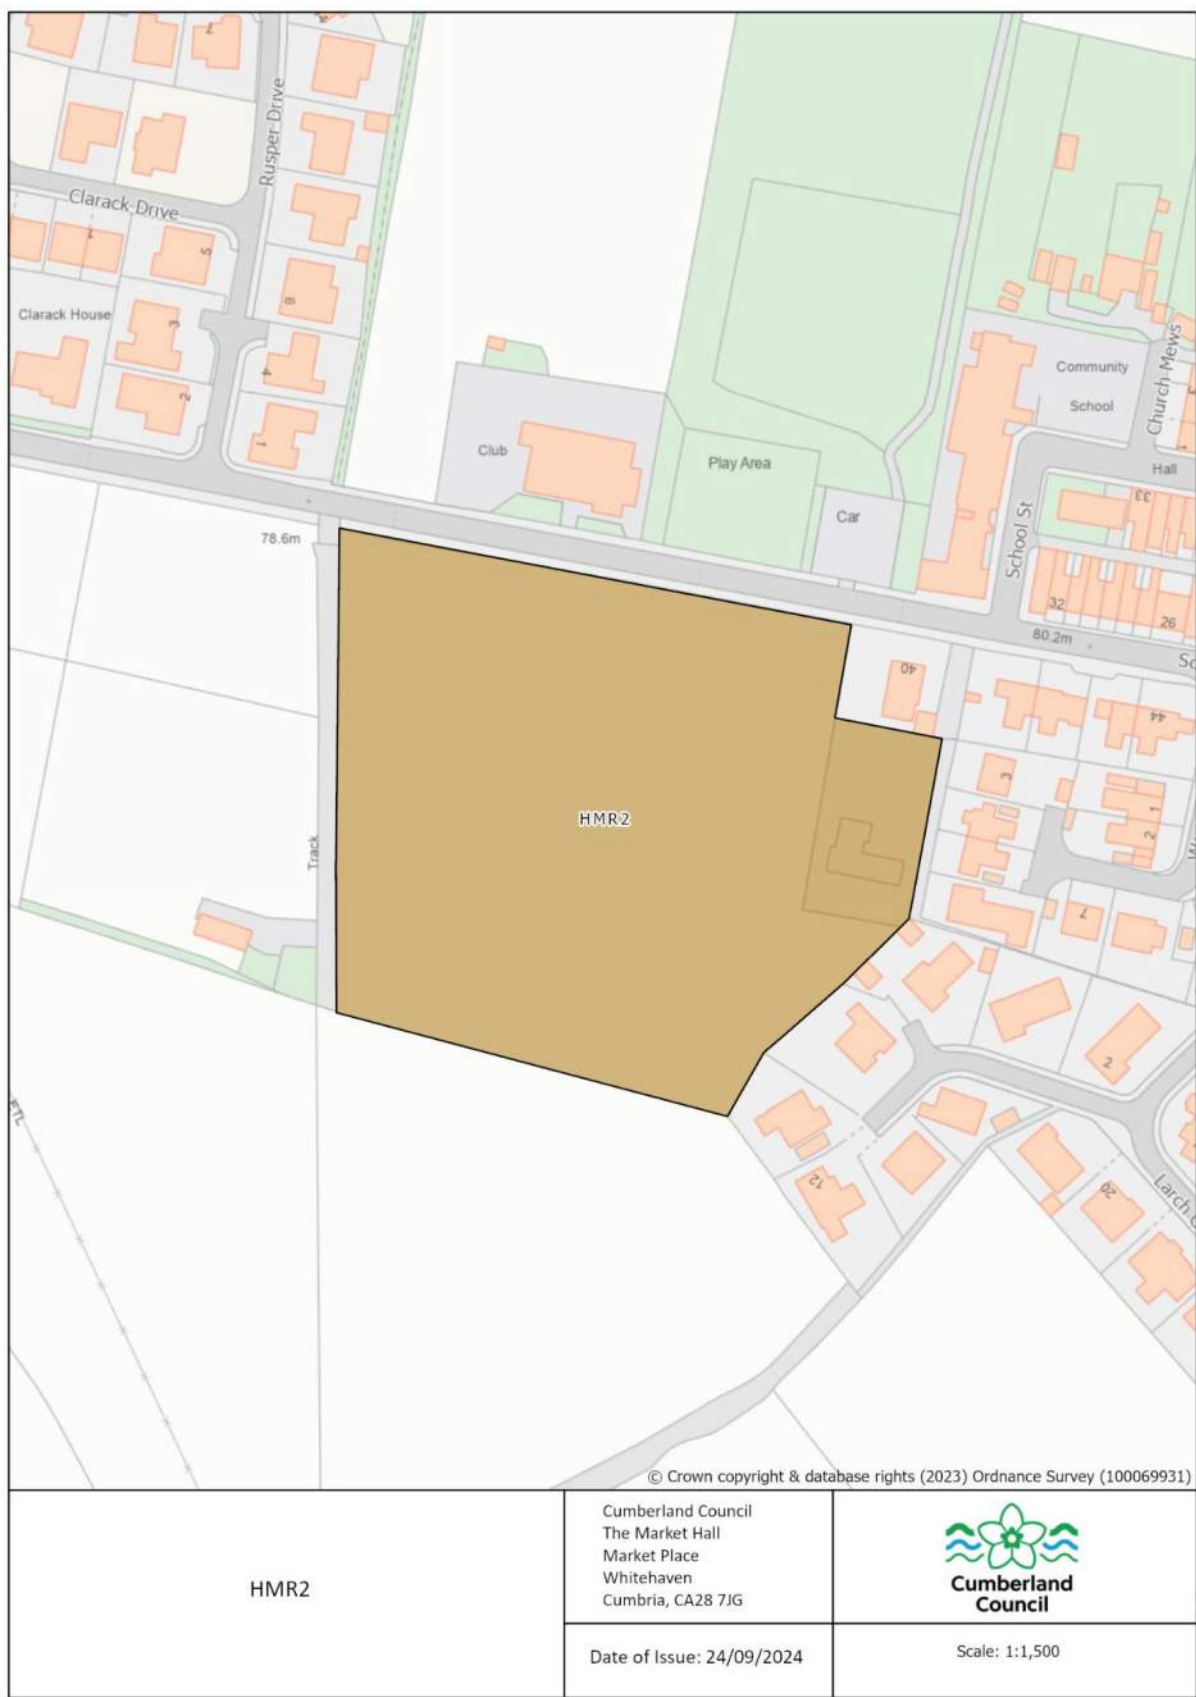 7
Rusper Drive
Clarack Drive
1
5
Clarack House
3
6
4
2
1
Community
School
Church Mews
Club
Play Area
Hall
33
Car
School St
78.6m
32
26
80.2m
40
44
3
1
HMR2
2
Track
7
2
12
20
© Crown copyright & database rights (2023) Ordnance Survey (100069931)
HMR2
Cumberland Council
The Market Hall
Market Place
Whitehaven
Cumbria, CA28 7JG
Cumberland
Council
Date of Issue: 24/09/2024
Scale: 1:1,500